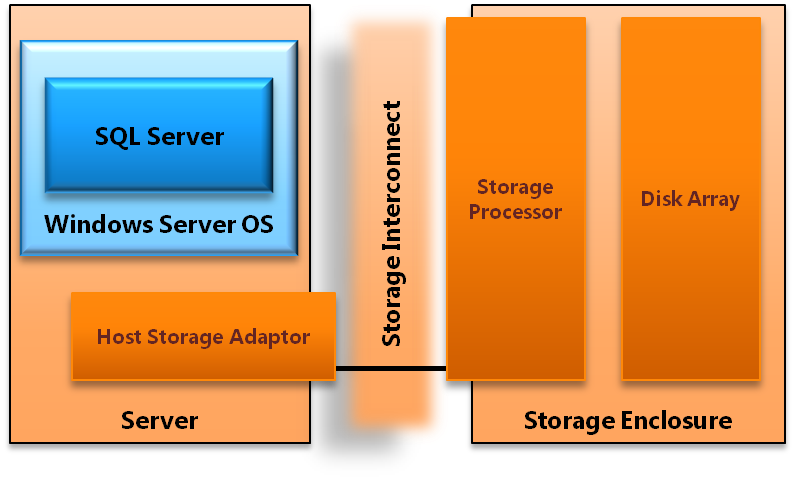 SQL Server
Windows Server OS
Host Storage Adaptor
Server
Storage Interconnect
Storage
Processor
Disk Array
Storage Enclosure